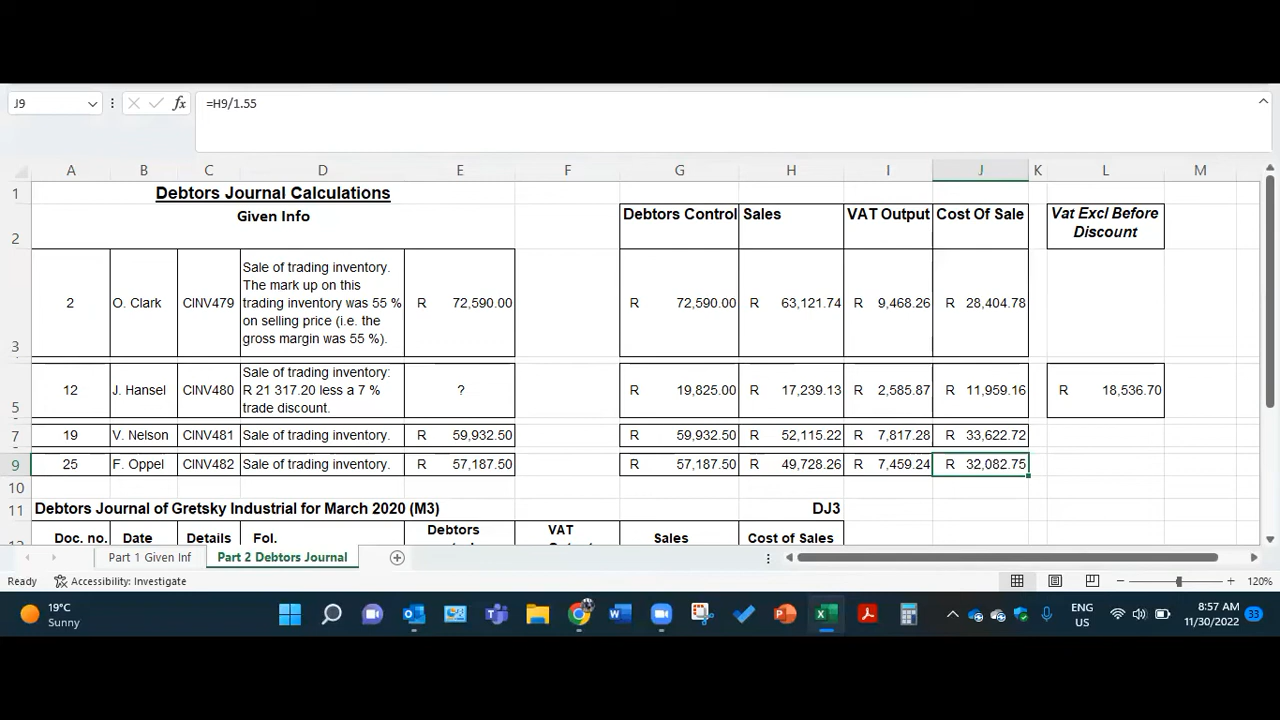 J9
fx
=H9/1.55
A B C D E F G H I J K L M
1 Debtors Journal Calculations
Given Info
2 Debtors Control Sales VAT Output Cost Of Sale Vat Excl Before
Discount
Sale of trading inventory.
The mark up on this
2 O. Clark CINV479 trading inventory was 55 % R 72,590.00 R 72,590.00 R 63,121.74 R 9,468.26 R 28,404.78
on selling price (i.e. the
3 gross margin was 55 %).
Sale of trading inventory:
12 J. Hansel CINV480 R 21 317.20 less a 7 % ? R 19,825.00 R 17,239.13 R 2,585.87 R 11,959.16 R 18,536.70
5 trade discount.
7 19 V. Nelson CINV481 Sale of trading inventory. R 59,932.50 R 59,932.50 R 52,115.22 R 7,817.28 R 33,622.72
9 25 F. Oppel CINV482 Sale of trading inventory. R 57,187.50 R 57,187.50 R 49,728.26 R 7,459.24 R 32,082.75
10
11 Debtors Journal of Gretsky Industrial for March 2020 (M3) DJ3
Doc. no. Date Details Fol. Debtors VAT Sales Cost of Sales
Part 1 Given Inf Part 2 Debtors Journal
Ready Accessibility: Investigate 120%
19°C
Sunny
ENG
US
8:57 AM
11/30/2022
33